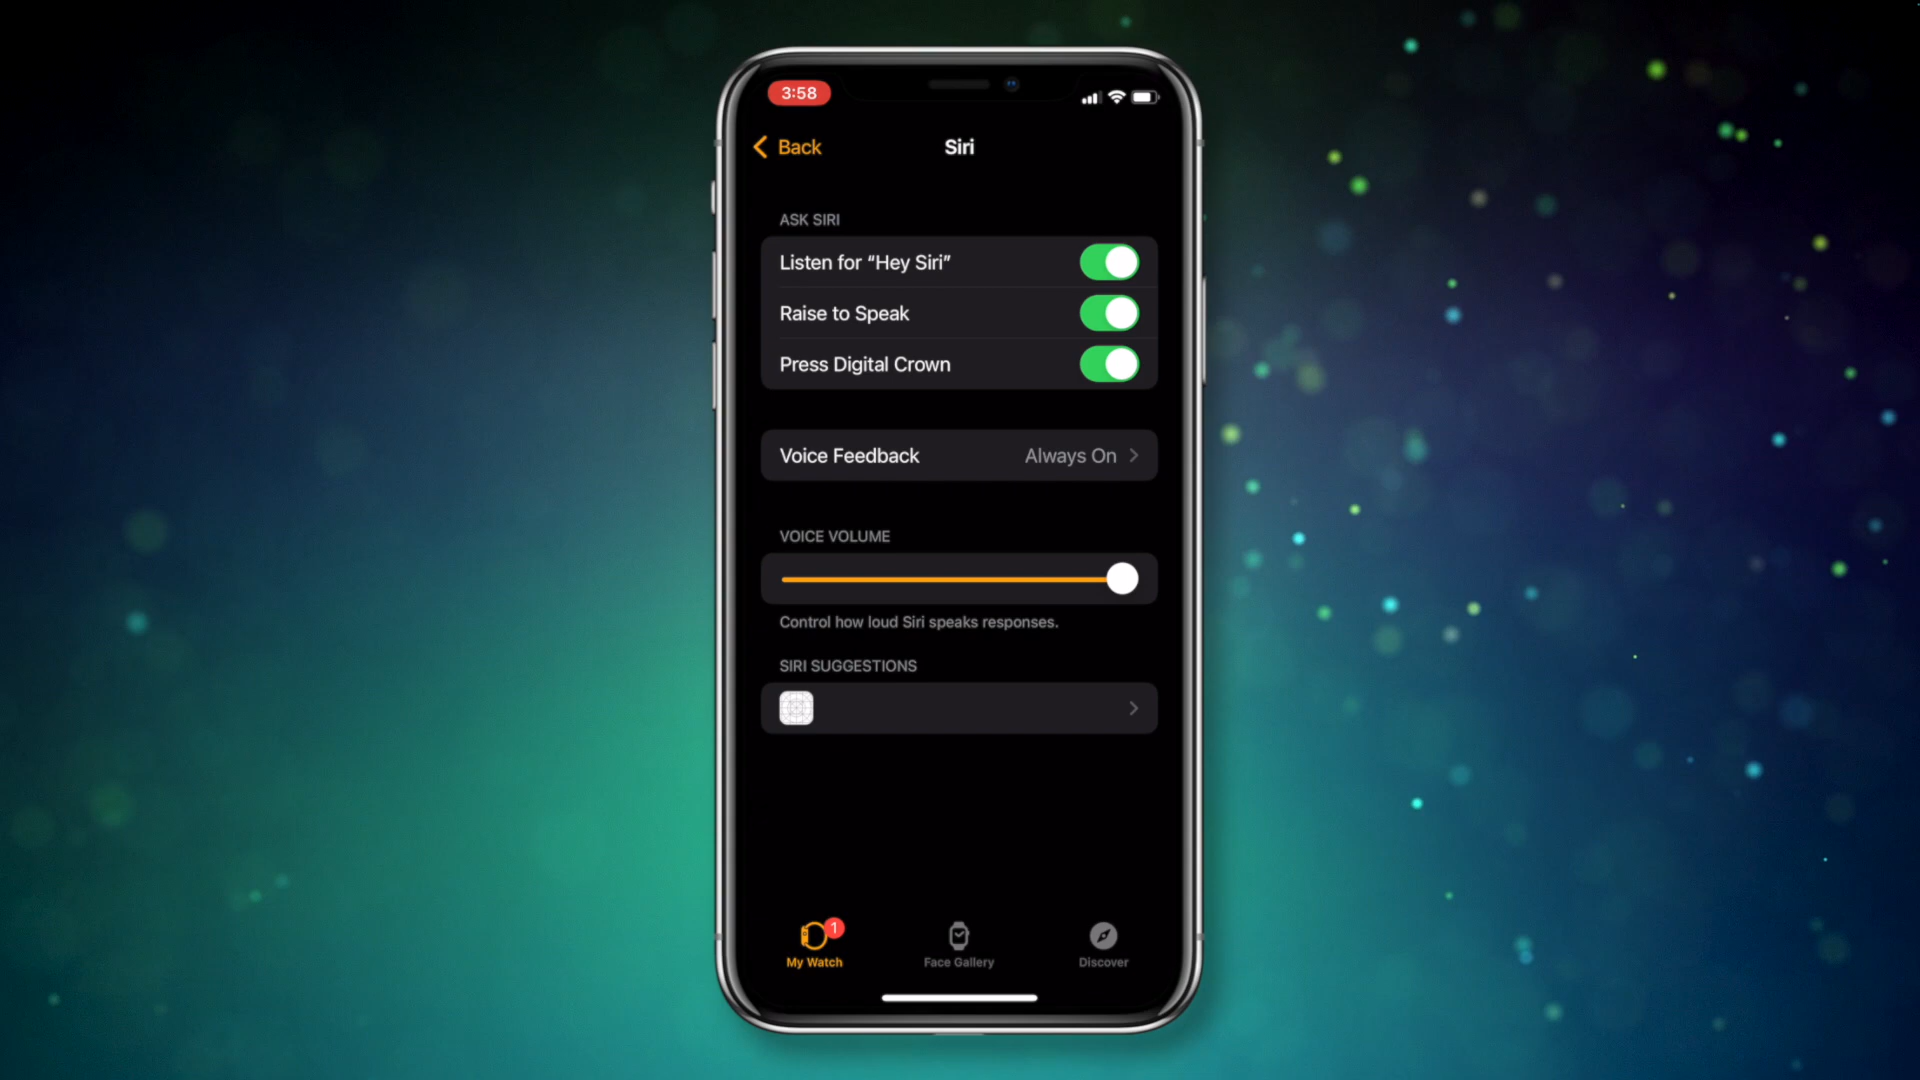 3:58
Back
Siri
ASK SIRI
Listen for “Hey Siri”
Raise to Speak
Press Digital Crown
Voice Feedback Always On
VOICE VOLUME
Control how loud Siri speaks responses.
SIRI SUGGESTIONS
1
My Watch
Face Gallery
Discover